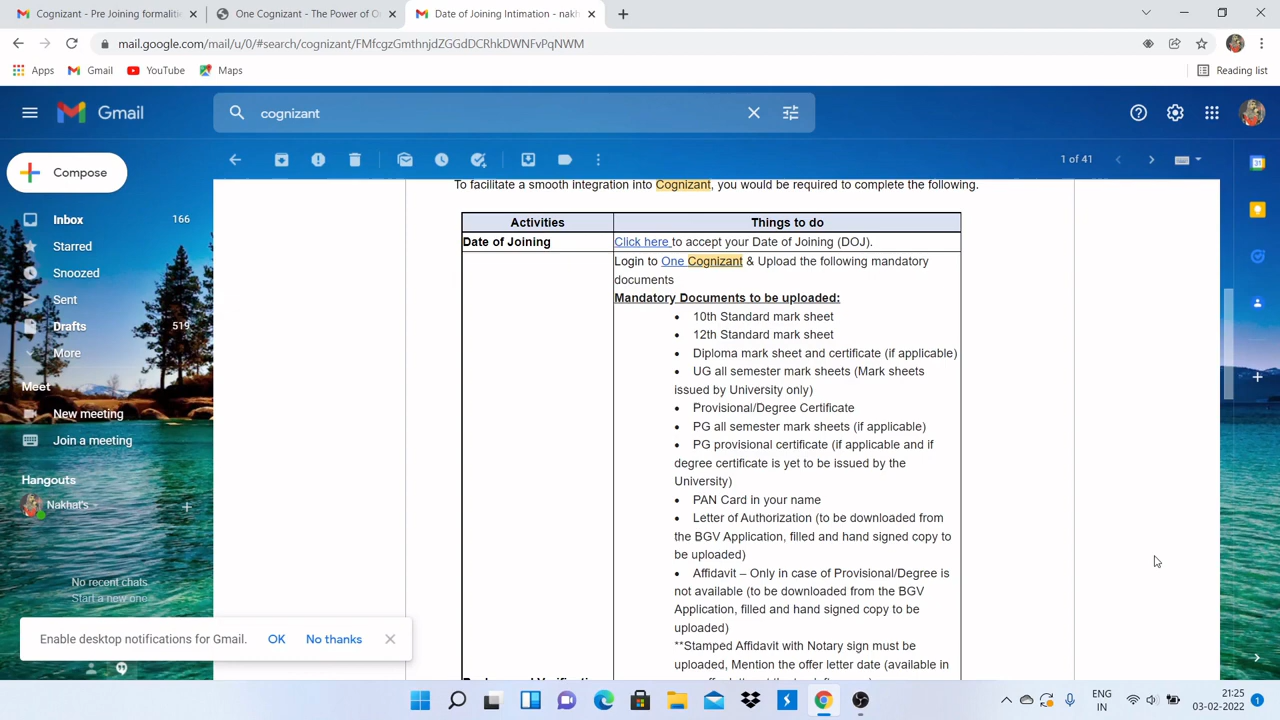 Cognizant - Pre Joining formalitie
One Cognizant - The Power of O
Date of Joining Intimation - nakh
mail.google.com/mail/u/0/#search/cognizant/FMfcgzGmthnjdZGGdDCRhkDWNFvPqNWM
Apps
Gmail
YouTube
Maps
Reading list
Gmail
cognizant
Compose
1 of 41
Inbox 166
Starred
Snoozed
Sent
Drafts 519
More
Meet
New meeting
Join a meeting
Hangouts
Nakhat's
No recent chats
Start a new one
To facilitate a smooth integration into Cognizant, you would be required to complete the following.
Activities Things to do
Date of Joining Click here to accept your Date of Joining (DOJ).
Login to One Cognizant & Upload the following mandatory
documents
Mandatory Documents to be uploaded:
• 10th Standard mark sheet
• 12th Standard mark sheet
• Diploma mark sheet and certificate (if applicable)
• UG all semester mark sheets (Mark sheets
issued by University only)
• Provisional/Degree Certificate
• PG all semester mark sheets (if applicable)
• PG provisional certificate (if applicable and if
degree certificate is yet to be issued by the
University)
• PAN Card in your name
• Letter of Authorization (to be downloaded from
the BGV Application, filled and hand signed copy to
be uploaded)
• Affidavit – Only in case of Provisional/Degree is
not available (to be downloaded from the BGV
Application, filled and hand signed copy to be
uploaded)
**Stamped Affidavit with Notary sign must be
uploaded, Mention the offer letter date (available in
Enable desktop notifications for Gmail. OK No thanks
ENG
IN
21:25
03-02-2022
1